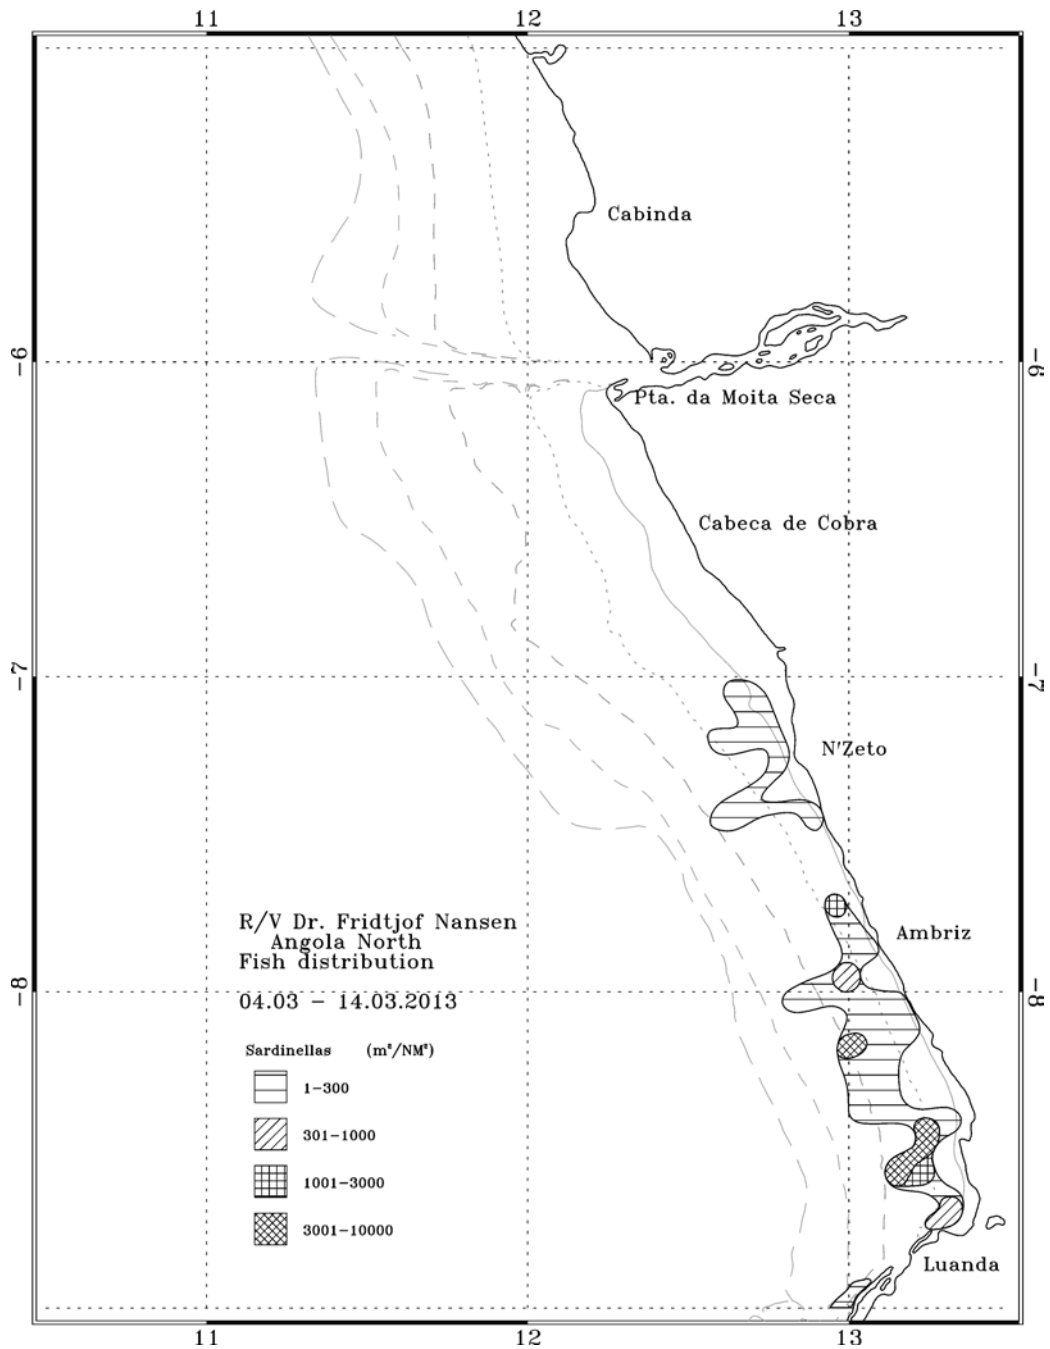 11 12 13
Cabinda
-6 -6
Pta. da Moita Seca
Cabeca de Cobra
-7 -7
N'Zeto
R/V Dr. Fridtjof Nansen
Angola North
Fish distribution
Ambriz
-8 -8
04.03 - 14.03.2013
Sardinellas (m²/NM²)
1-300
301-1000
1001-3000
3001-10000
Luanda
11 12 13